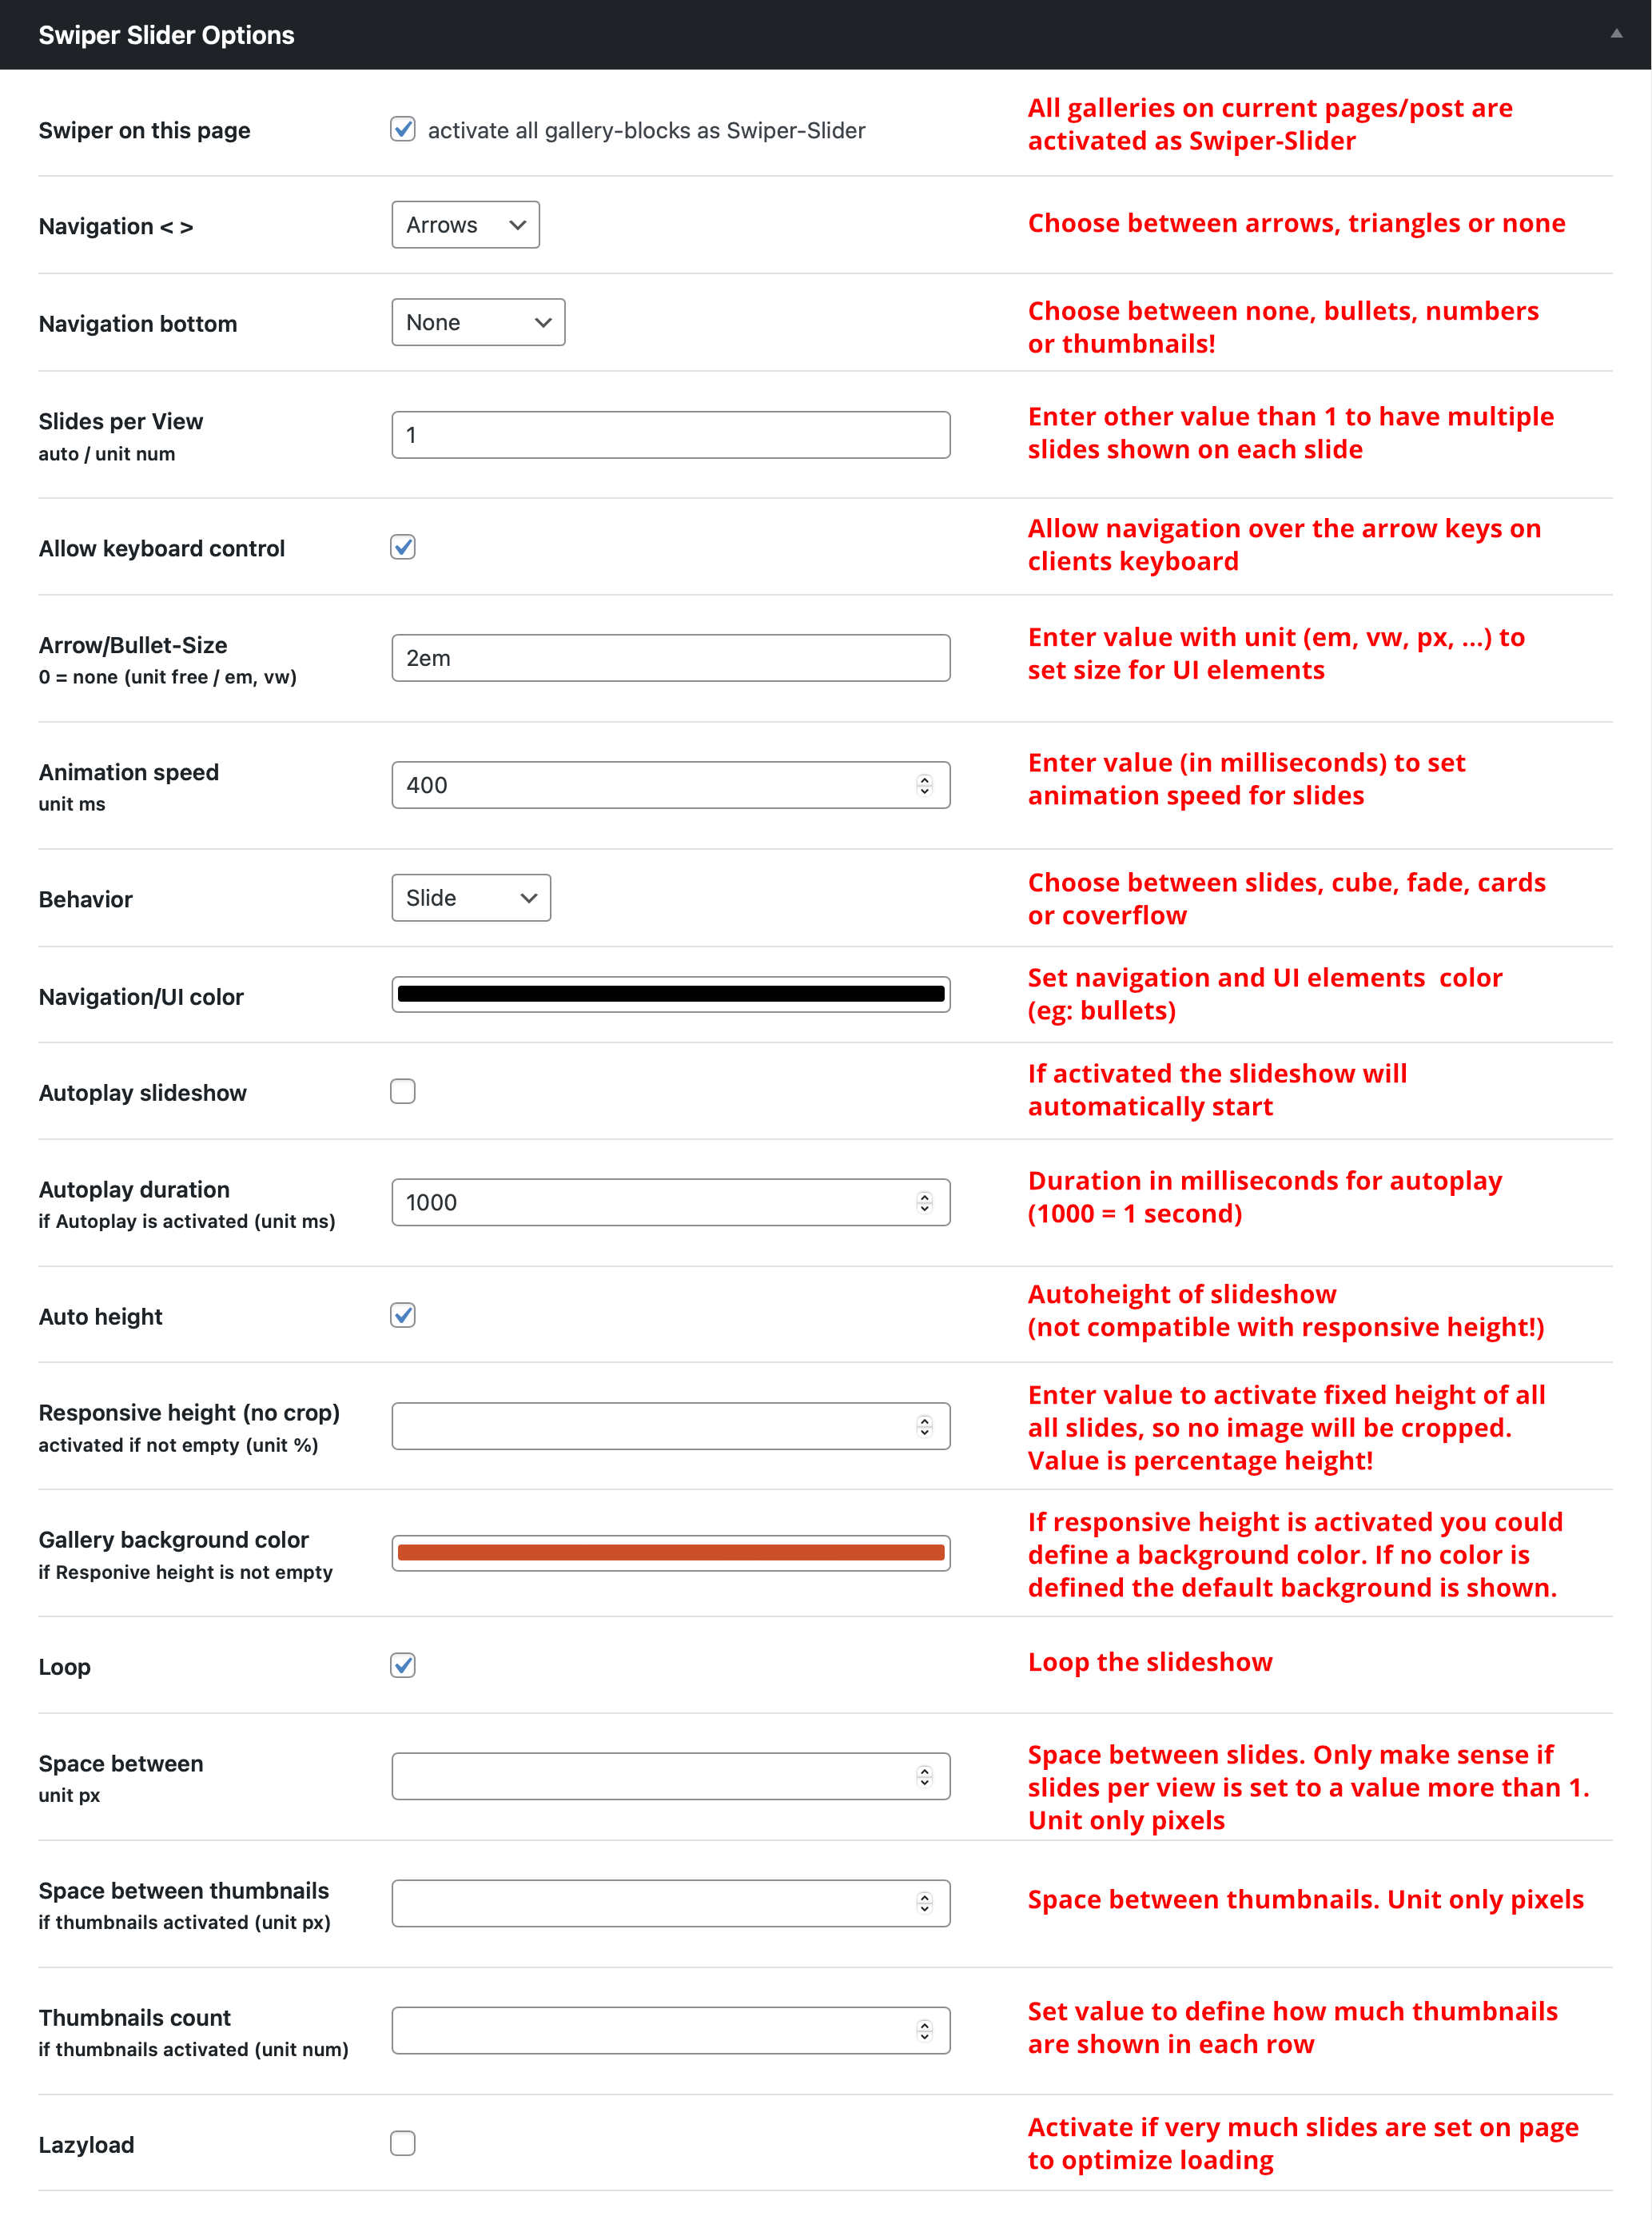 Swiper Slider Options
Swiper on this page
activate all gallery-blocks as Swiper-Slider
All galleries on current pages/post are
activated as Swiper-Slider
Navigation < >
Arrows
Choose between arrows, triangles or none
Navigation bottom
None
Choose between none, bullets, numbers
or thumbnails!
Slides per View
auto / unit num
1
Enter other value than 1 to have multiple
slides shown on each slide
Allow keyboard control
Allow navigation over the arrow keys on
clients keyboard
Arrow/Bullet-Size
0 = none (unit free / em, vw)
2em
Enter value with unit (em, vw, px, ...) to
set size for UI elements
Animation speed
unit ms
400
Enter value (in milliseconds) to set
animation speed for slides
Behavior
Slide
Choose between slides, cube, fade, cards
or coverflow
Navigation/UI color
Set navigation and UI elements  color
(eg: bullets)
Autoplay slideshow
If activated the slideshow will
automatically start
Autoplay duration
if Autoplay is activated (unit ms)
1000
Duration in milliseconds for autoplay
(1000 = 1 second)
Auto height
Autoheight of slideshow
(not compatible with responsive height!)
Responsive height (no crop)
activated if not empty (unit %)
Enter value to activate fixed height of all
all slides, so no image will be cropped.
Value is percentage height!
Gallery background color
if Responive height is not empty
If responsive height is activated you could
define a background color. If no color is
defined the default background is shown.
Loop
Loop the slideshow
Space between
unit px
Space between slides. Only make sense if
slides per view is set to a value more than 1.
Unit only pixels
Space between thumbnails
if thumbnails activated (unit px)
Space between thumbnails. Unit only pixels
Thumbnails count
if thumbnails activated (unit num)
Set value to define how much thumbnails
are shown in each row
Lazyload
Activate if very much slides are set on page
to optimize loading